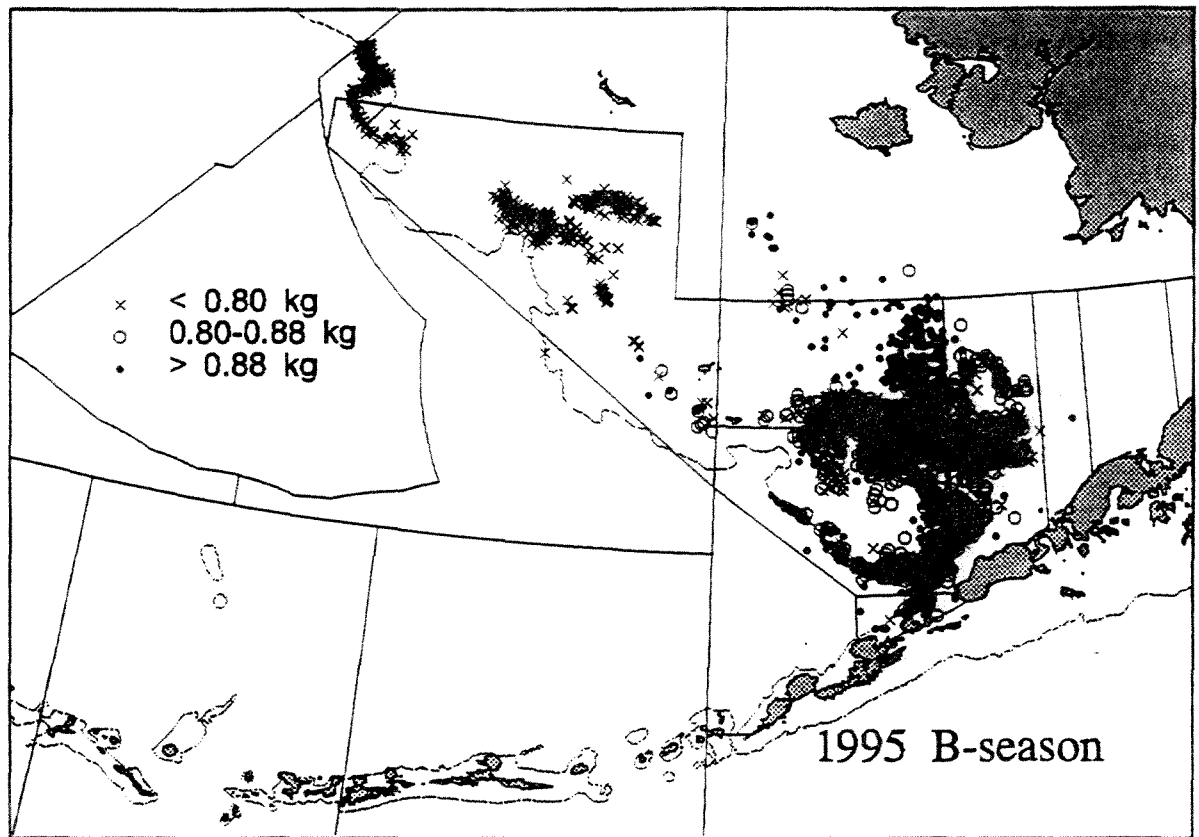 × < 0.80 kg
○ 0.80-0.88 kg
• > 0.88 kg
1995 B-season